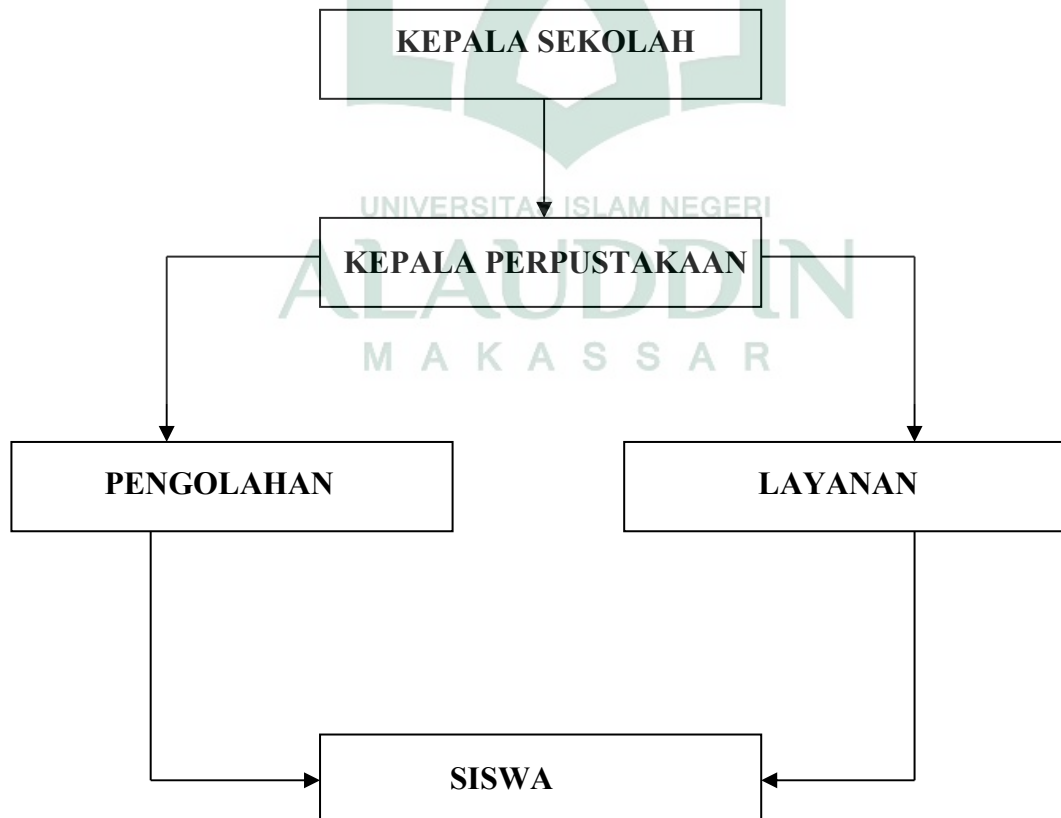 KEPALA SEKOLAH
UNIVERSITAS ISLAM NEGERI
KEPALA PERPUSTAKAAN
ALAUDDIN
MAKASSAR
PENGOLAHAN
LAYANAN
SISWA